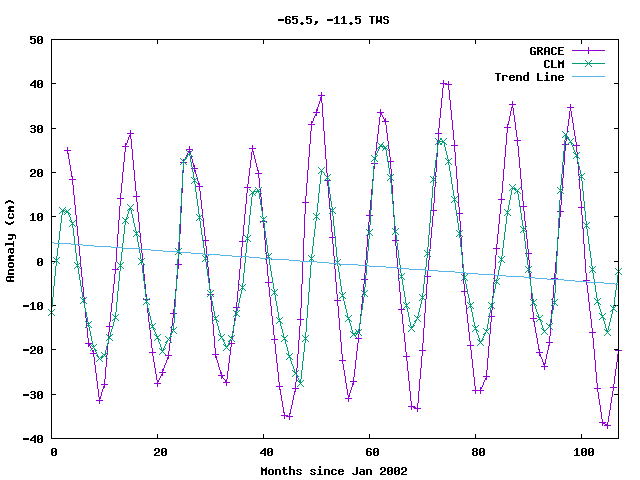 -65.5, -11.5 TWS
GRACE
CLM
Trend Line
50
40
30
20
10
0
-10
-20
-30
-40
Anomaly (cm)
0 20 40 60 80 100
Months since Jan 2002